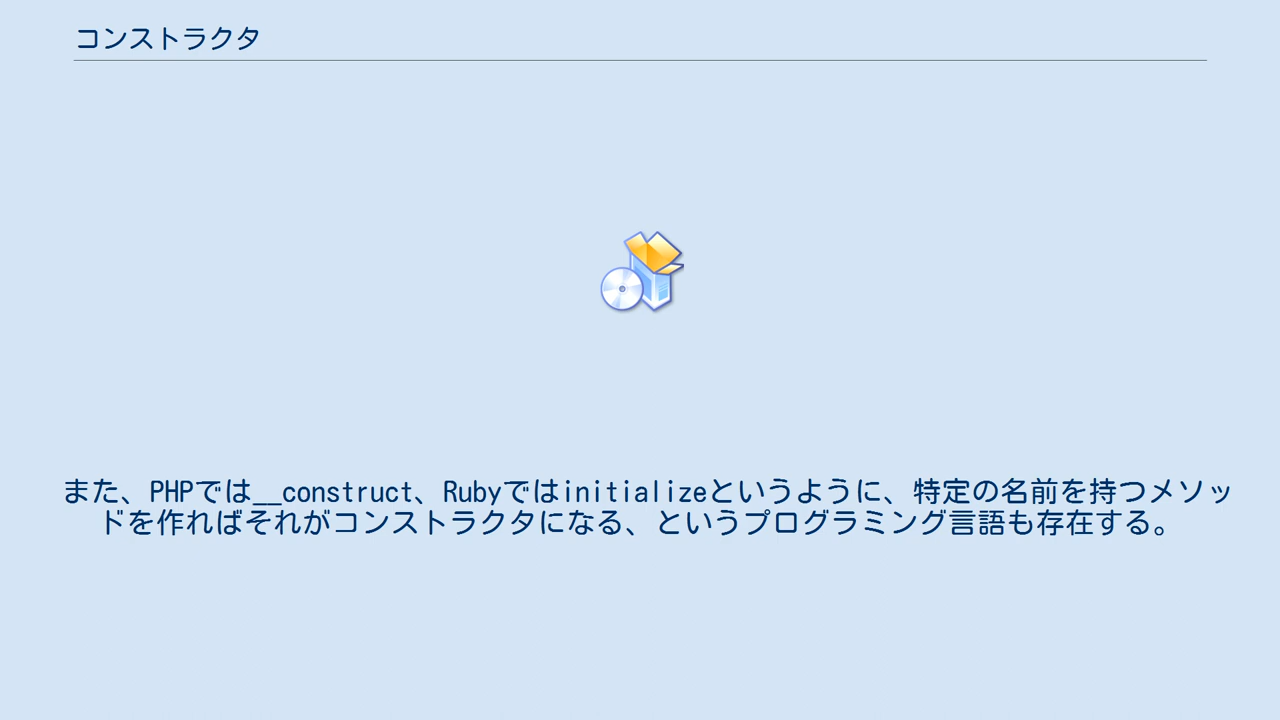 コンストラクタ
また、PHPでは__construct、Rubyではinitializeというように、特定の名前を持つメソッ
ドを作ればそれがコンストラクタになる、というプログラミング言語も存在する。